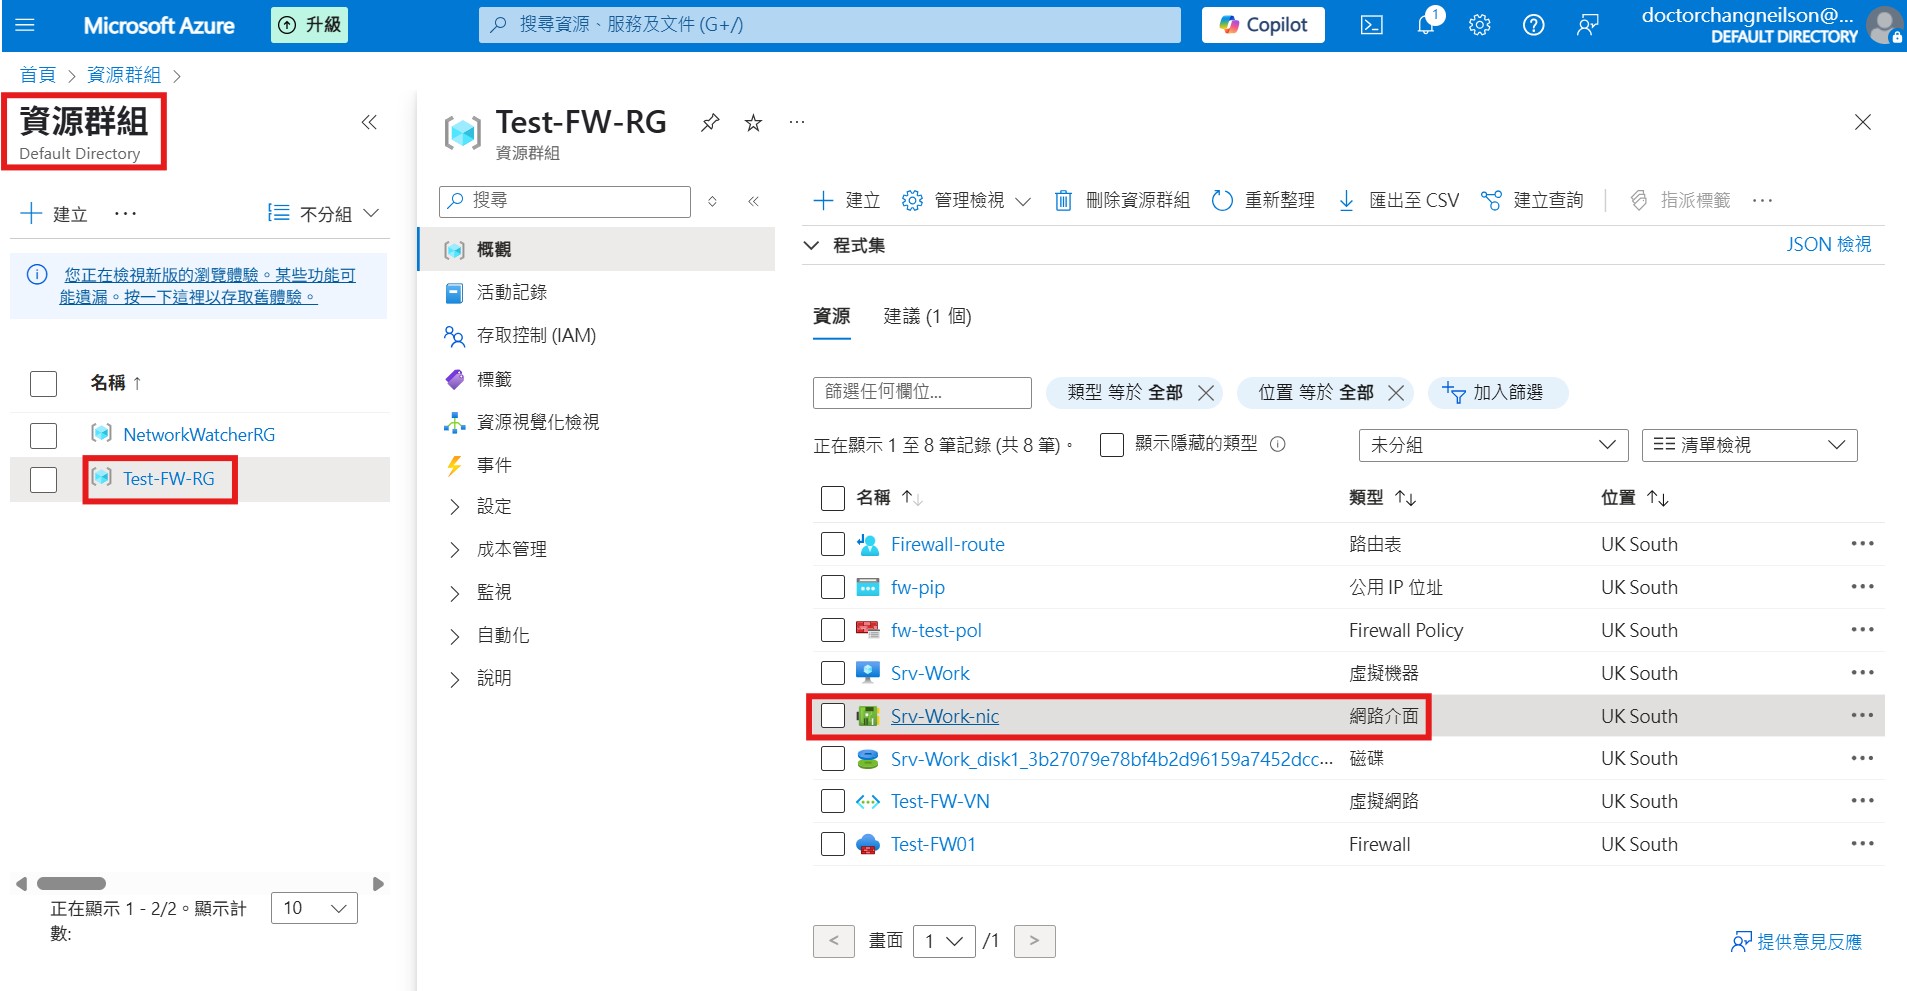 Microsoft Azure
升級
搜尋資源、服務及文件 (G+/)
Copilot
1
doctorchangneilson@...
DEFAULT DIRECTORY
首頁 > 資源群組 >
資源群組
Default Directory
建立
不分組
您正在檢視新版的瀏覽體驗。某些功能可
能遺漏。按一下這裡以存取舊體驗。
名稱 ↑
NetworkWatcherRG
Test-FW-RG
正在顯示 1 - 2/2。顯示計
數:
10
Test-FW-RG
資源群組
搜尋
概觀
活動記錄
存取控制 (IAM)
標籤
資源視覺化檢視
事件
設定
成本管理
監視
自動化
說明
建立 管理檢視 刪除資源群組 重新整理 匯出至 CSV 建立查詢 指派標籤
程式集 JSON 檢視
資源 建議 (1 個)
篩選任何欄位... 類型 等於 全部 位置 等於 全部 加入篩選
正在顯示 1 至 8 筆記錄 (共 8 筆)。 顯示隱藏的類型 未分組 清單檢視
名稱 ↑↓ 類型 ↑↓ 位置 ↑↓
Firewall-route 路由表 UK South
fw-pip 公用 IP 位址 UK South
fw-test-pol Firewall Policy UK South
Srv-Work 虛擬機器 UK South
Srv-Work-nic 網路介面 UK South
Srv-Work_disk1_3b27079e78bf4b2d96159a7452dcc... 磁碟 UK South
Test-FW-VN 虛擬網路 UK South
Test-FW01 Firewall UK South
< 畫面 1 /1 >
提供意見反應